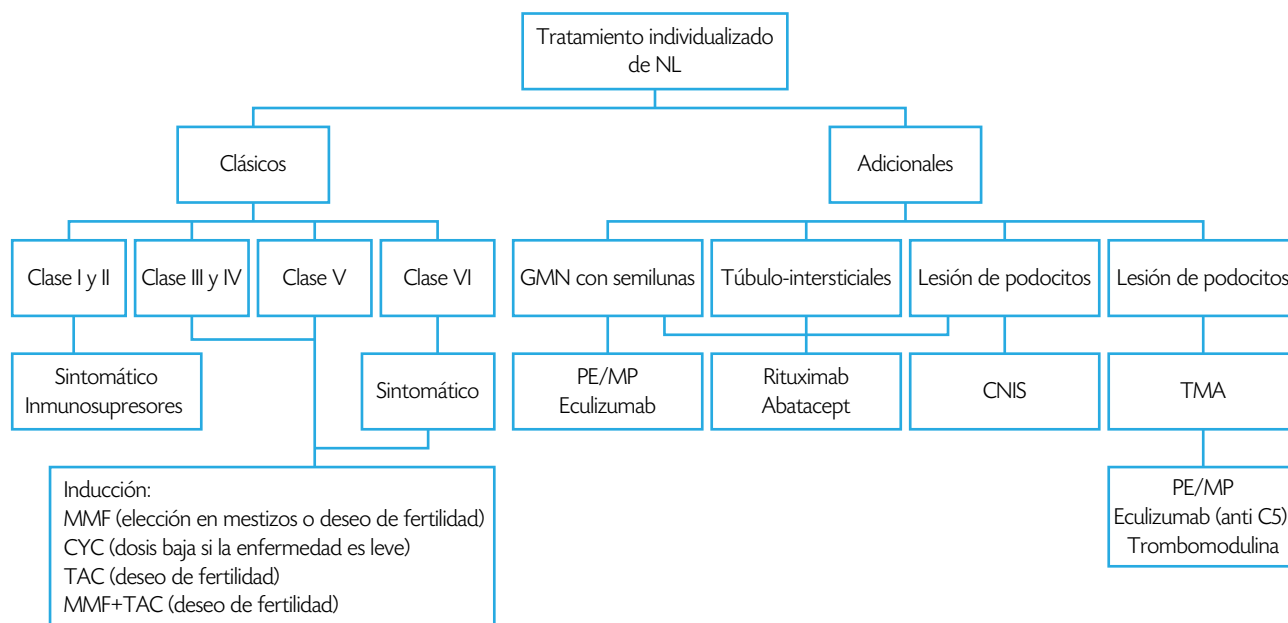 Tratamiento individualizado
de NL
Clásicos
Adicionales
Clase I y II
Clase III y IV
Clase V
Clase VI
GMN con semilunas
Túbulo-intersticiales
Lesión de podocitos
Lesión de podocitos
Sintomático
Inmunosupresores
Sintomático
PE/MP
Eculizumab
Rituximab
Abatacept
CNIS
TMA
Inducción:
MMF (elección en mestizos o deseo de fertilidad)
CYC (dosis baja si la enfermedad es leve)
TAC (deseo de fertilidad)
MMF+TAC (deseo de fertilidad)
PE/MP
Eculizumab (anti C5)
Trombomodulina